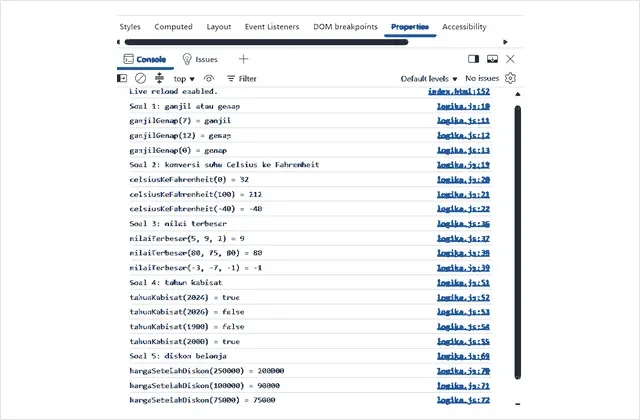 Styles Computed Layout Event Listeners DOM breakpoints Properties Accessibility
Console Issues
top Filter Default levels No issues
Live reload enabled. index.html:152
Soal 1: ganjil atau genap logika.js:10
ganjilGenap(7) = ganjil logika.js:11
ganjilGenap(12) = genap logika.js:12
ganjilGenap(0) = genap logika.js:13
Soal 2: konversi suhu Celsius ke Fahrenheit logika.js:19
celsiusKeFahrenheit(0) = 32 logika.js:20
celsiusKeFahrenheit(100) = 212 logika.js:21
celsiusKeFahrenheit(-40) = -40 logika.js:22
Soal 3: nilai terbesar logika.js:36
nilaiTerbesar(5, 9, 2) = 9 logika.js:37
nilaiTerbesar(80, 75, 80) = 80 logika.js:38
nilaiTerbesar(-3, -7, -1) = -1 logika.js:39
Soal 4: tahun kabisat logika.js:51
tahunKabisat(2024) = true logika.js:52
tahunKabisat(2026) = false logika.js:53
tahunKabisat(1900) = false logika.js:54
tahunKabisat(2000) = true logika.js:55
Soal 5: diskon belanja logika.js:69
hargaSetelahDiskon(250000) = 200000 logika.js:70
hargaSetelahDiskon(100000) = 90000 logika.js:71
hargaSetelahDiskon(75000) = 75000 logika.js:72